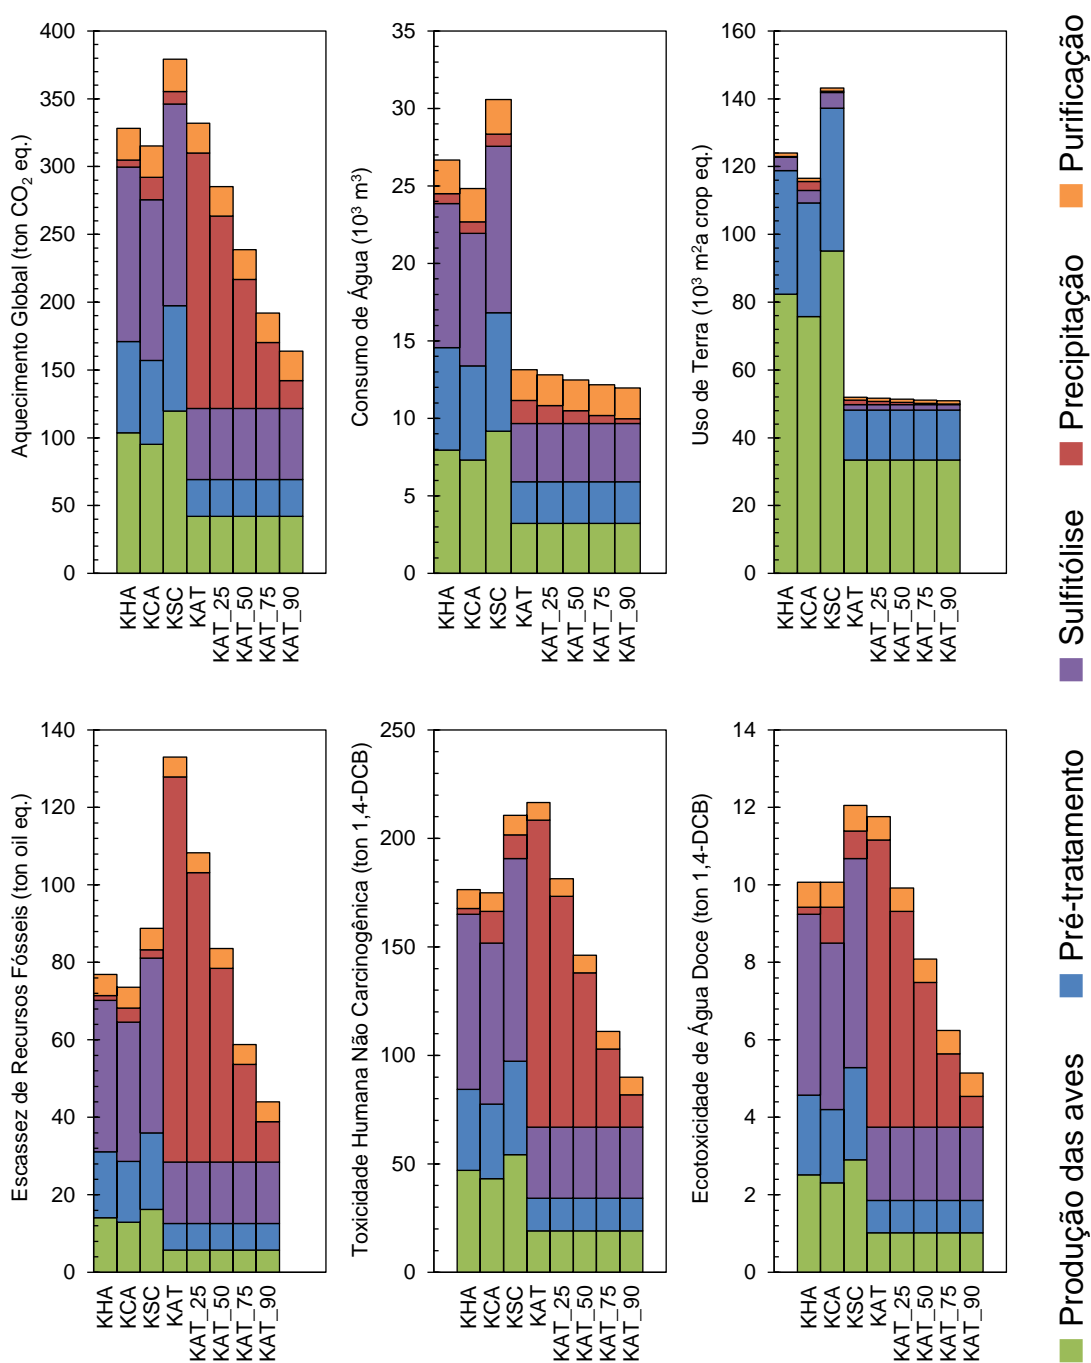 Aquecimento Global (ton CO₂ eq.)
400
350
300
250
200
150
100
50
0
KHA
KCA
KSC
KAT
KAT_25
KAT_50
KAT_75
KAT_90
Consumo de Água (10³ m³)
35
30
25
20
15
10
5
0
KHA
KCA
KSC
KAT
KAT_25
KAT_50
KAT_75
KAT_90
Uso de Terra (10³ m²a crop eq.)
160
140
120
100
80
60
40
20
0
KHA
KCA
KSC
KAT
KAT_25
KAT_50
KAT_75
KAT_90
Escassez de Recursos Fósseis (ton oil eq.)
140
120
100
80
60
40
20
0
KHA
KCA
KSC
KAT
KAT_25
KAT_50
KAT_75
KAT_90
Toxicidade Humana Não Carcinogênica (ton 1,4-DCB)
250
200
150
100
50
0
KHA
KCA
KSC
KAT
KAT_25
KAT_50
KAT_75
KAT_90
Ecotoxicidade de Água Doce (ton 1,4-DCB)
14
12
10
8
6
4
2
0
KHA
KCA
KSC
KAT
KAT_25
KAT_50
KAT_75
KAT_90
Produção das aves
Pré-tratamento
Sulfitólise
Precipitação
Purificação